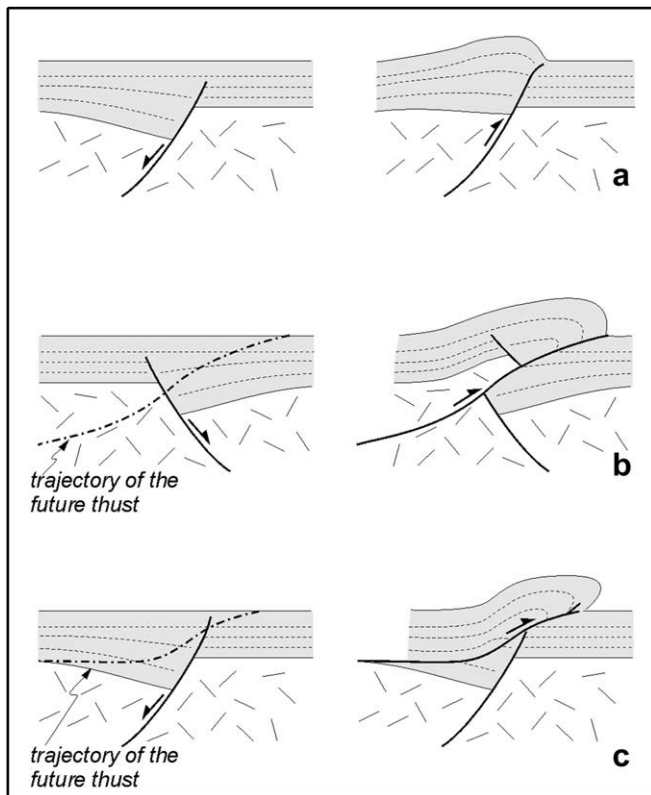 a
trajectory of the
future thust
b
trajectory of the
future thust
c